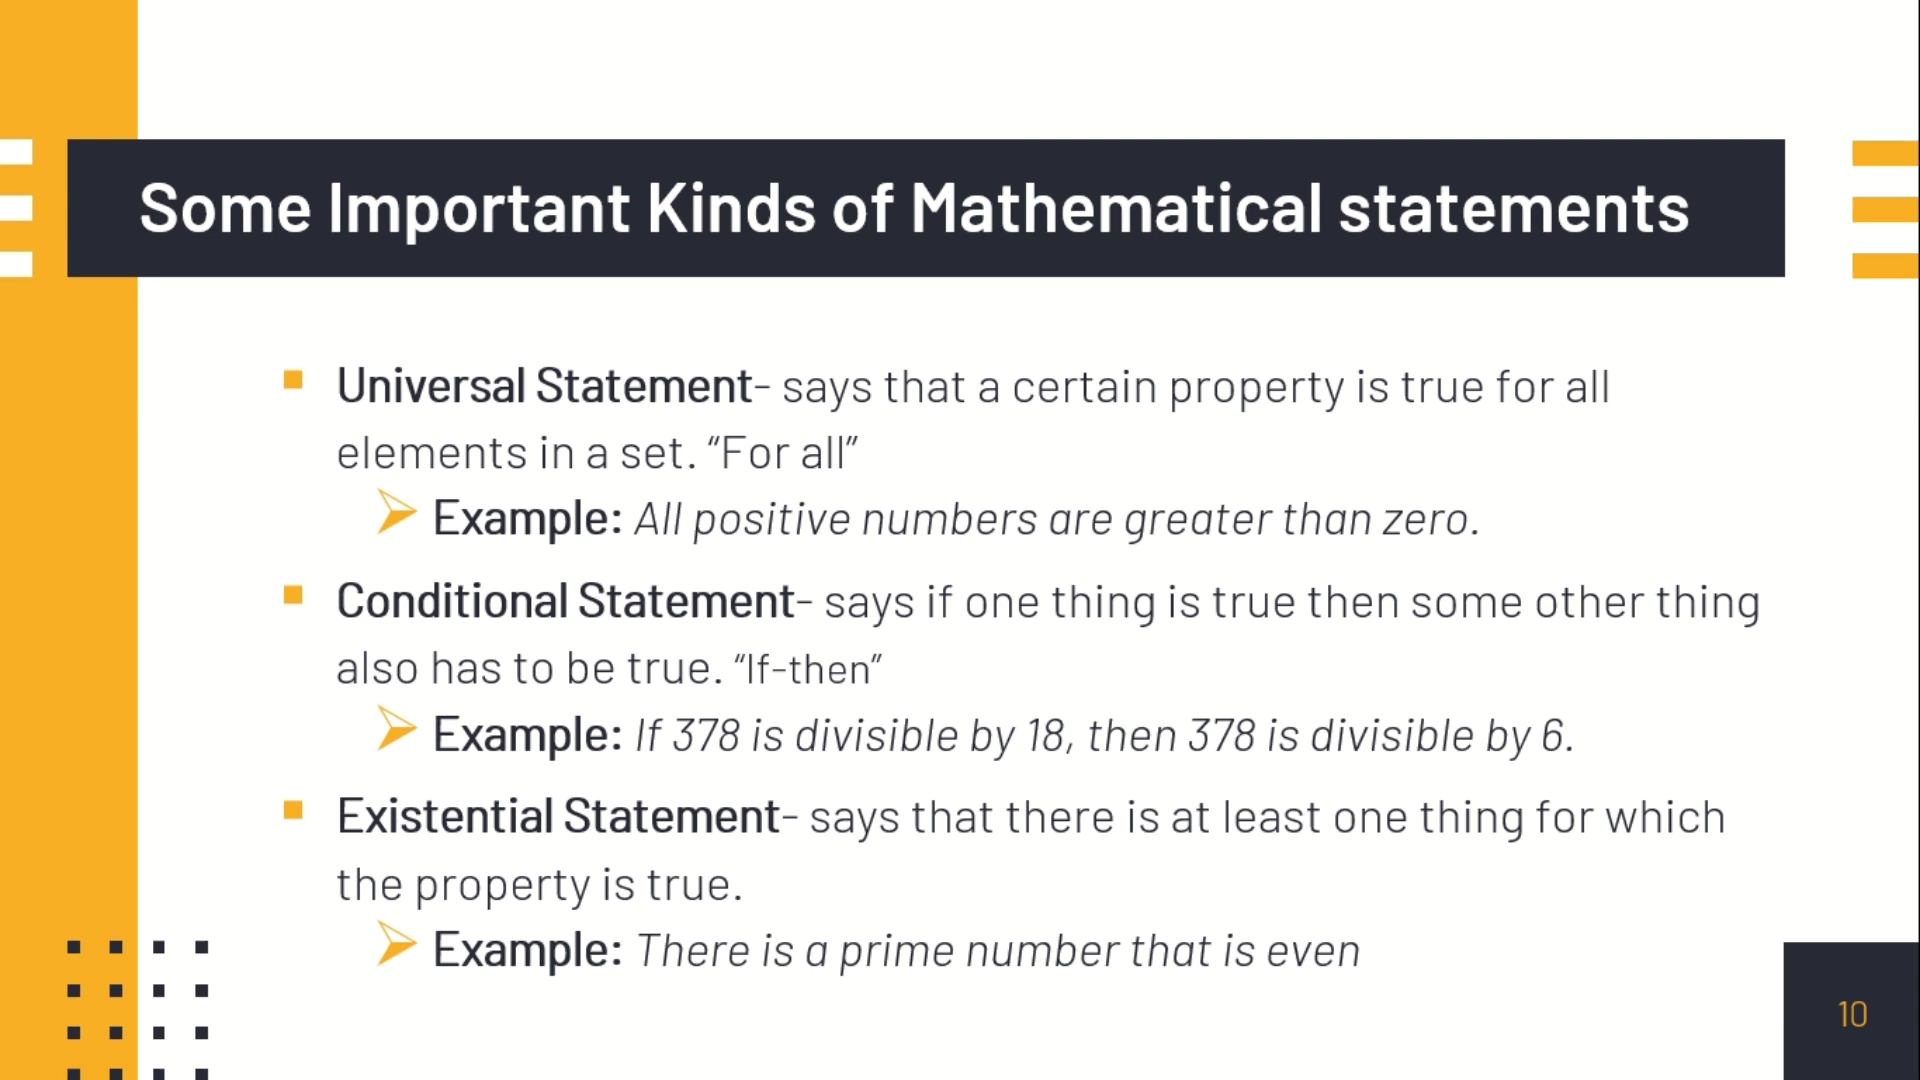 Some Important Kinds of Mathematical statements
Universal Statement- says that a certain property is true for all
elements in a set. “For all”
Example: All positive numbers are greater than zero.
Conditional Statement- says if one thing is true then some other thing
also has to be true. “If-then”
Example: If 378 is divisible by 18, then 378 is divisible by 6.
Existential Statement- says that there is at least one thing for which
the property is true.
Example: There is a prime number that is even
10